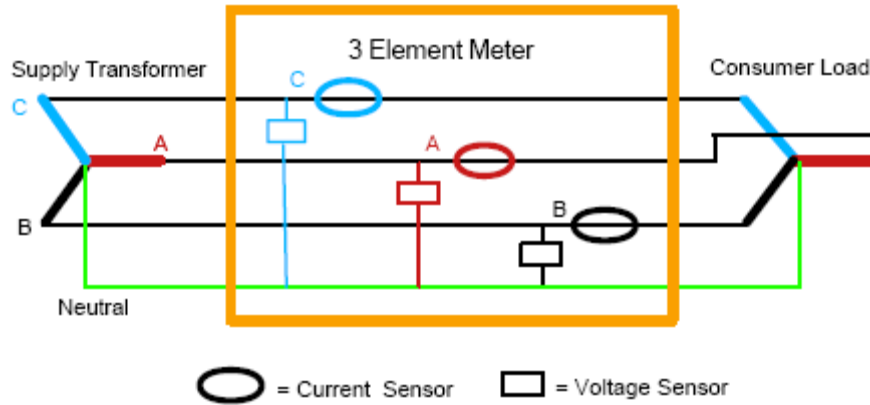 3 Element Meter
Supply Transformer
Consumer Load
C
C
A
A
B
B
Neutral
= Current Sensor
= Voltage Sensor